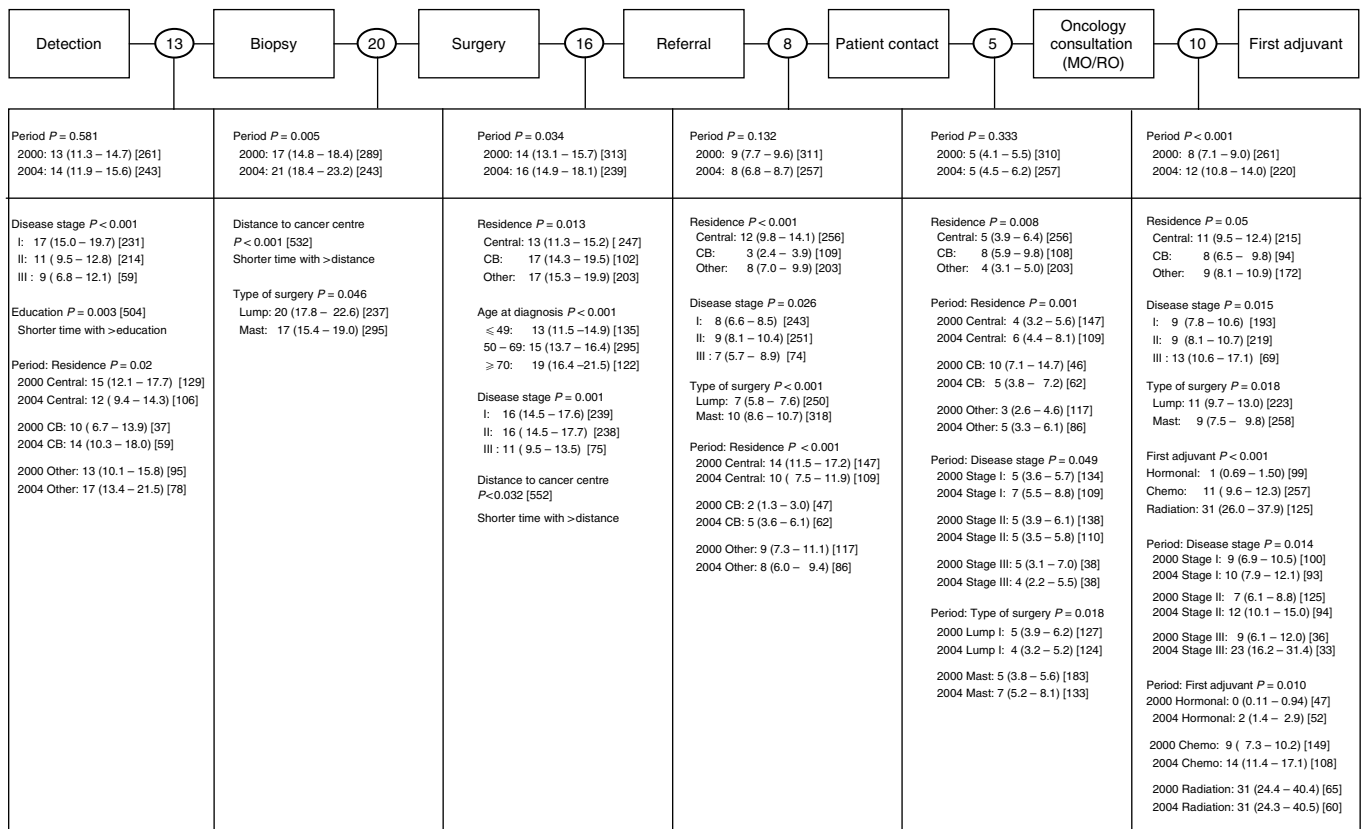 Detection
13
Biopsy
20
Surgery
16
Referral
8
Patient contact
5
Oncology
consultation
(MO/RO)
10
First adjuvant
Period P = 0.581
2000: 13 (11.3 – 14.7) [261]
2004: 14 (11.9 – 15.6) [243]
Disease stage P < 0.001
I: 17 (15.0 – 19.7) [231]
II: 11 ( 9.5 – 12.8) [214]
III : 9 ( 6.8 – 12.1) [59]
Education P = 0.003 [504]
Shorter time with >education
Period: Residence P = 0.02
2000 Central: 15 (12.1 – 17.7) [129]
2004 Central: 12 ( 9.4 – 14.3) [106]
2000 CB: 10 ( 6.7 – 13.9) [37]
2004 CB: 14 (10.3 – 18.0) [59]
2000 Other: 13 (10.1 – 15.8) [95]
2004 Other: 17 (13.4 – 21.5) [78]
Period P = 0.005
2000: 17 (14.8 – 18.4) [289]
2004: 21 (18.4 – 23.2) [243]
Distance to cancer centre
P < 0.001 [532]
Shorter time with >distance
Type of surgery P = 0.046
Lump: 20 (17.8 – 22.6) [237]
Mast: 17 (15.4 – 19.0) [295]
Period P = 0.034
2000: 14 (13.1 – 15.7) [313]
2004: 16 (14.9 – 18.1) [239]
Residence P = 0.013
Central: 13 (11.3 – 15.2) [ 247]
CB: 17 (14.3 – 19.5) [102]
Other: 17 (15.3 – 19.9) [203]
Age at diagnosis P < 0.001
≤ 49: 13 (11.5 –14.9) [135]
50 – 69: 15 (13.7 – 16.4) [295]
≥ 70: 19 (16.4 –21.5) [122]
Disease stage P = 0.001
I: 16 (14.5 – 17.6) [239]
II: 16 ( 14.5 – 17.7) [238]
III : 11 ( 9.5 – 13.5) [75]
Distance to cancer centre
P<0.032 [552]
Shorter time with >distance
Period P = 0.132
2000: 9 (7.7 – 9.6) [311]
2004: 8 (6.8 – 8.7) [257]
Residence P < 0.001
Central: 12 (9.8 – 14.1) [256]
CB: 3 (2.4 – 3.9) [109]
Other: 8 (7.0 – 9.9) [203]
Disease stage P = 0.026
I: 8 (6.6 – 8.5) [243]
II: 9 (8.1 – 10.4) [251]
III : 7 (5.7 – 8.9) [74]
Type of surgery P < 0.001
Lump: 7 (5.8 – 7.6) [250]
Mast: 10 (8.6 – 10.7) [318]
Period: Residence P < 0.001
2000 Central: 14 (11.5 – 17.2) [147]
2004 Central: 10 ( 7.5 – 11.9) [109]
2000 CB: 2 (1.3 – 3.0) [47]
2004 CB: 5 (3.6 – 6.1) [62]
2000 Other: 9 (7.3 – 11.1) [117]
2004 Other: 8 (6.0 – 9.4) [86]
Period P = 0.333
2000: 5 (4.1 – 5.5) [310]
2004: 5 (4.5 – 6.2) [257]
Residence P = 0.008
Central: 5 (3.9 – 6.4) [256]
CB: 8 (5.9 – 9.8) [108]
Other: 4 (3.1 – 5.0) [203]
Period: Residence P = 0.001
2000 Central: 4 (3.2 – 5.6) [147]
2004 Central: 6 (4.4 – 8.1) [109]
2000 CB: 10 (7.1 – 14.7) [46]
2004 CB: 5 (3.8 – 7.2) [62]
2000 Other: 3 (2.6 – 4.6) [117]
2004 Other: 5 (3.3 – 6.1) [86]
Period: Disease stage P = 0.049
2000 Stage I: 5 (3.6 – 5.7) [134]
2004 Stage I: 7 (5.5 – 8.8) [109]
2000 Stage II: 5 (3.9 – 6.1) [138]
2004 Stage II: 5 (3.5 – 5.8) [110]
2000 Stage III: 5 (3.1 – 7.0) [38]
2004 Stage III: 4 (2.2 – 5.5) [38]
Period: Type of surgery P = 0.018
2000 Lump I: 5 (3.9 – 6.2) [127]
2004 Lump I: 4 (3.2 – 5.2) [124]
2000 Mast: 5 (3.8 – 5.6) [183]
2004 Mast: 7 (5.2 – 8.1) [133]
Period P < 0.001
2000: 8 (7.1 – 9.0) [261]
2004: 12 (10.8 – 14.0) [220]
Residence P = 0.05
Central: 11 (9.5 – 12.4) [215]
CB: 8 (6.5 – 9.8) [94]
Other: 9 (8.1 – 10.9) [172]
Disease stage P = 0.015
I: 9 (7.8 – 10.6) [193]
II: 9 (8.1 – 10.7) [219]
III : 13 (10.6 – 17.1) [69]
Type of surgery P = 0.018
Lump: 11 (9.7 – 13.0) [223]
Mast: 9 (7.5 – 9.8) [258]
First adjuvant P < 0.001
Hormonal: 1 (0.69 – 1.50) [99]
Chemo: 11 ( 9.6 – 12.3) [257]
Radiation: 31 (26.0 – 37.9) [125]
Period: Disease stage P = 0.014
2000 Stage I: 9 (6.9 – 10.5) [100]
2004 Stage I: 10 (7.9 – 12.1) [93]
2000 Stage II: 7 (6.1 – 8.8) [125]
2004 Stage II: 12 (10.1 – 15.0) [94]
2000 Stage III: 9 (6.1 – 12.0) [36]
2004 Stage III: 23 (16.2 – 31.4) [33]
Period: First adjuvant P = 0.010
2000 Hormonal: 0 (0.11 – 0.94) [47]
2004 Hormonal: 2 (1.4 – 2.9) [52]
2000 Chemo: 9 ( 7.3 – 10.2) [149]
2004 Chemo: 14 (11.4 – 17.1) [108]
2000 Radiation: 31 (24.4 – 40.4) [65]
2004 Radiation: 31 (24.3 – 40.5) [60]